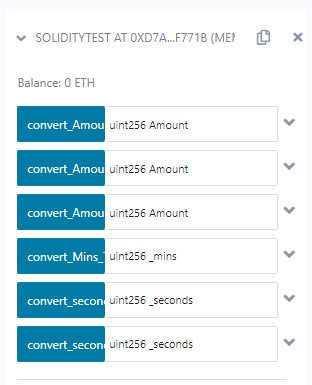 SOLIDITYTEST AT 0XD7A...F771B (MEM
Balance: 0 ETH
convert_Amou uint256 Amount
convert_Amou uint256 Amount
convert_Amou uint256 Amount
convert_Mins_ uint256 _mins
convert_secon uint256 _seconds
convert_secon uint256 _seconds